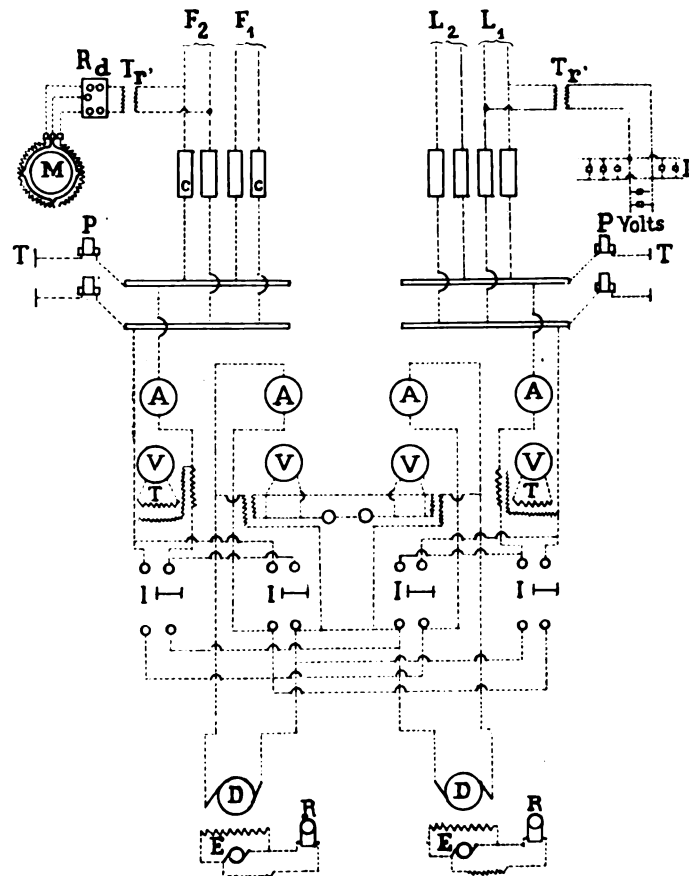 F2 F1 L2 L1
Rd Tr' Tr'
M
C C
P P Volts
T T
A A A A
V V V V
T T
I I I I
D D
R R
E E